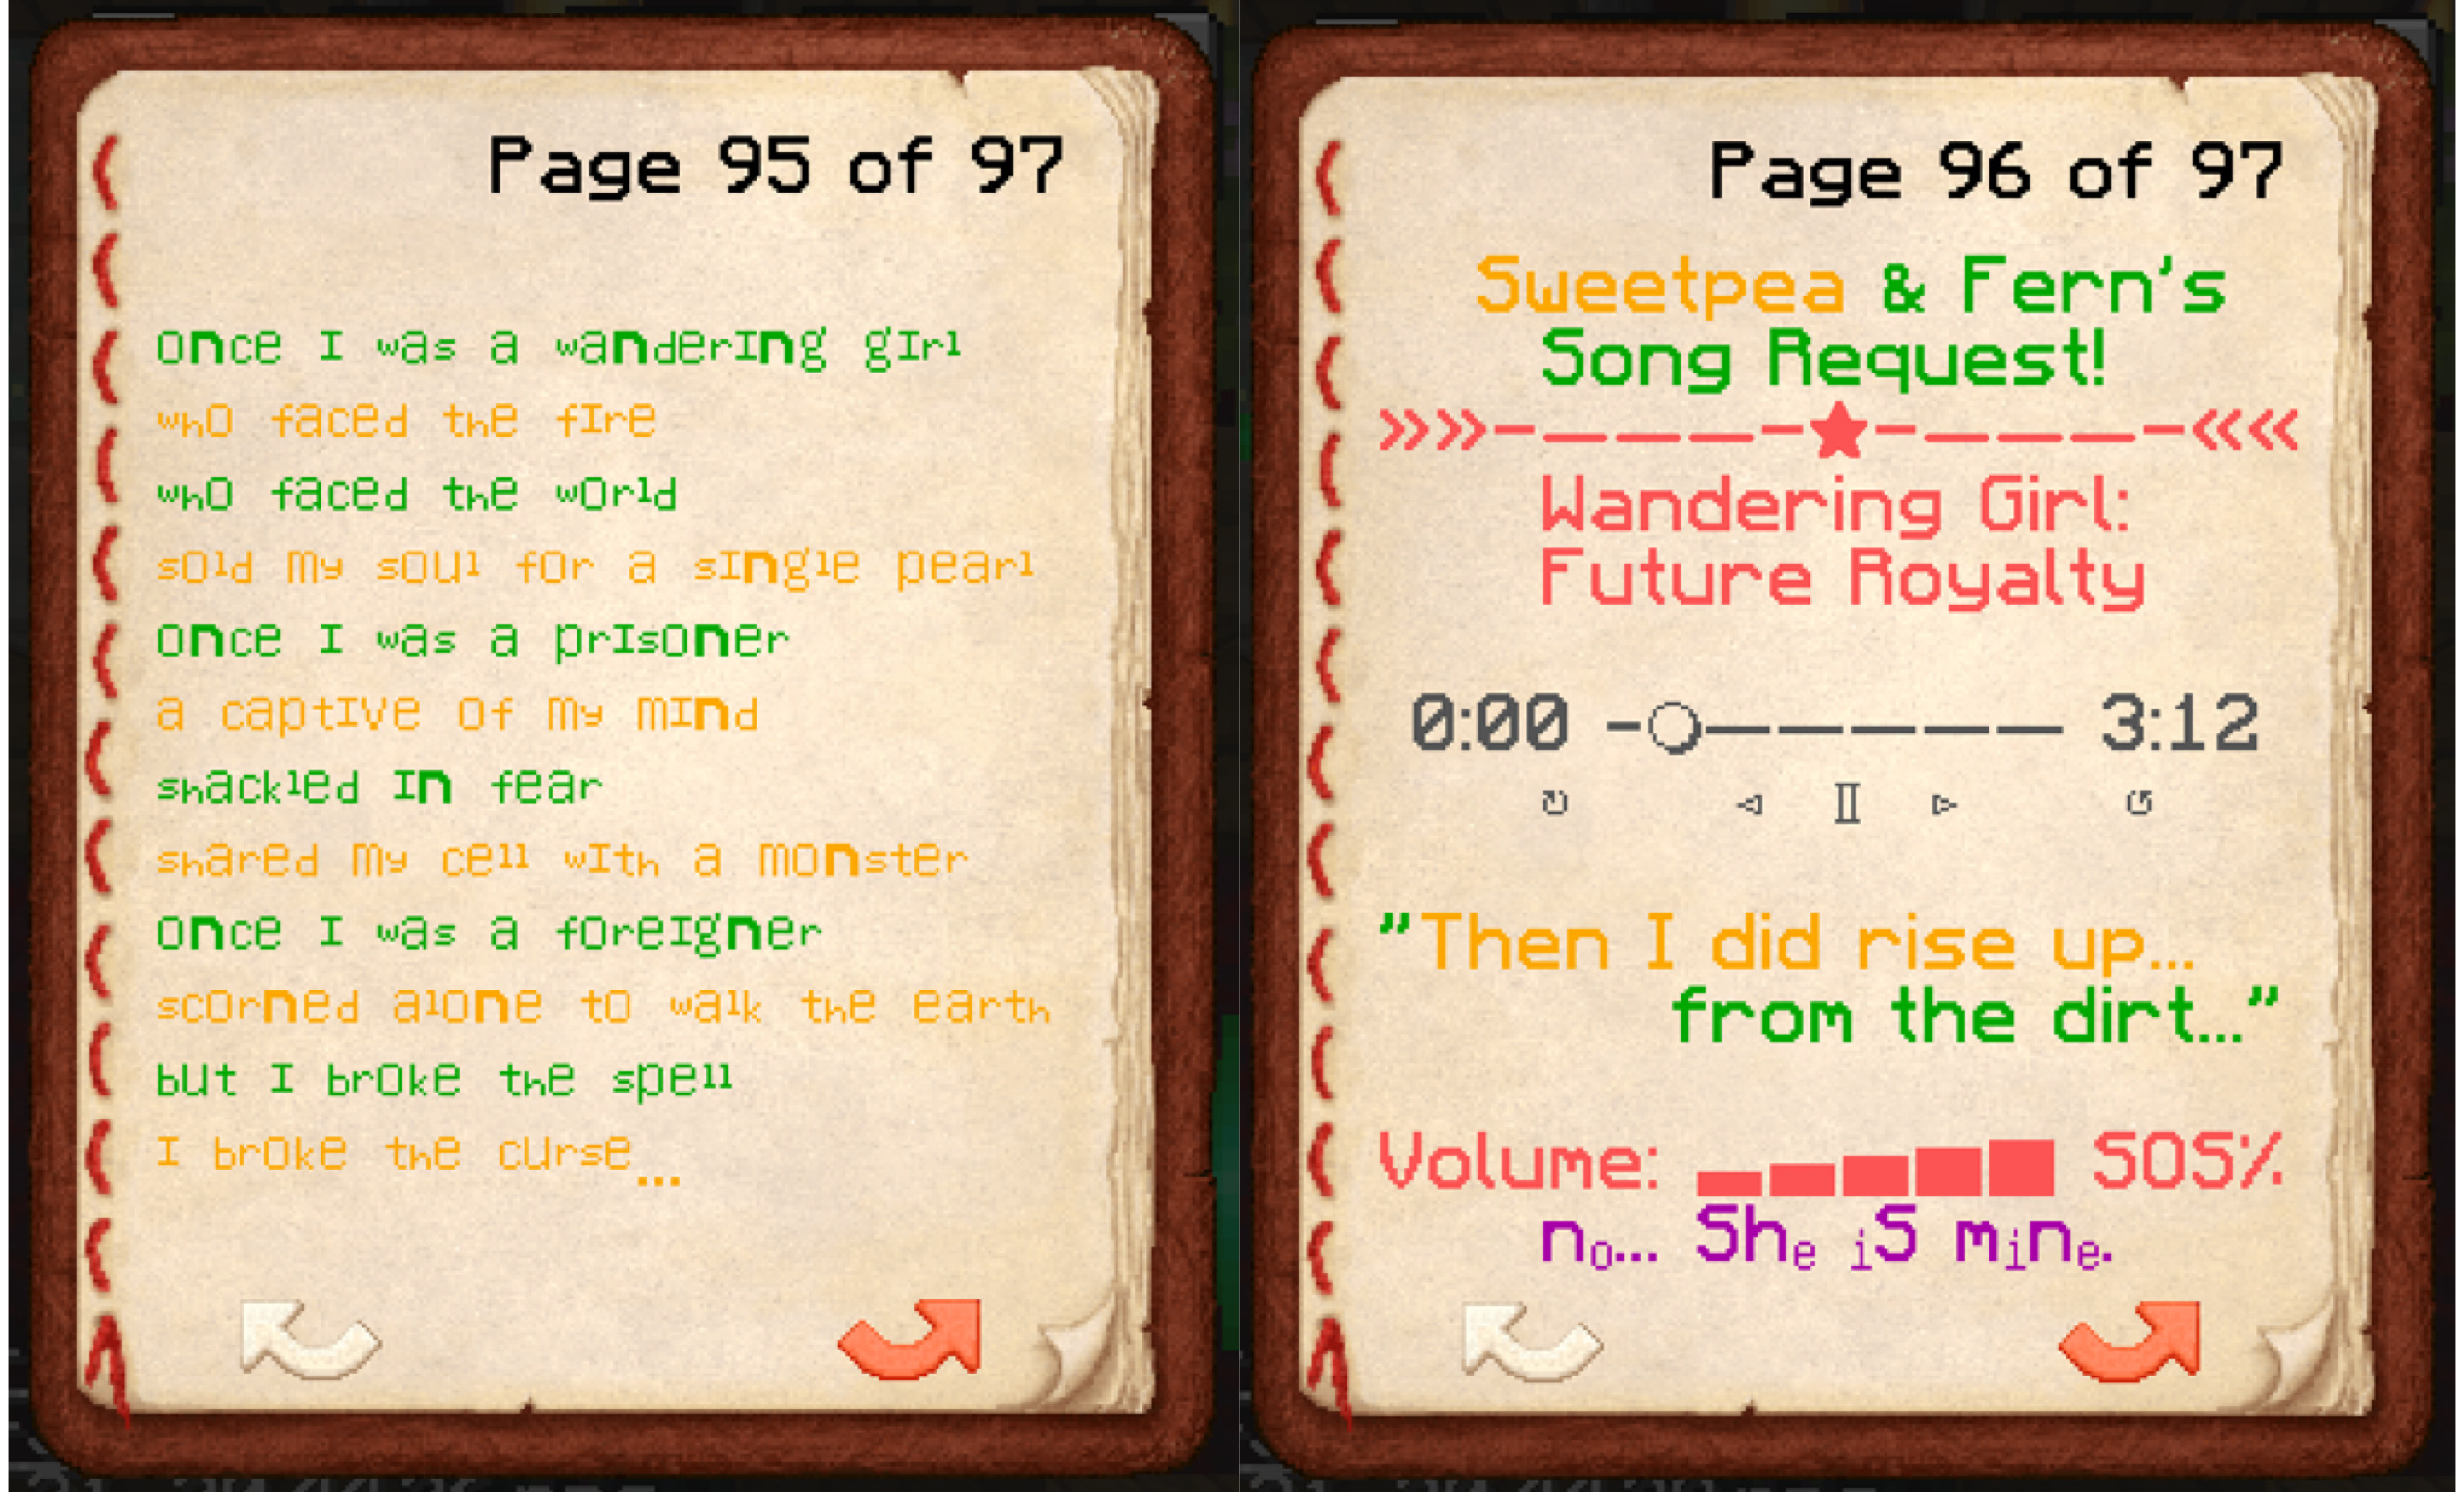 Page 95 of 97
once I was a wanderIng gIrl
who faced the fIre
who faced the world
sold my soul for a sIngle pearl
once I was a prIsoner
a captIve of my mInd
shackled In fear
shared my cell wIth a monster
once I was a foreIgner
scorned alone to walk the earth
but I broke the spell
I broke the curse...
Page 96 of 97
Sweetpea & Fern's
Song Request!
»»-————-★-————-««
Wandering Girl:
Future Royalty
0:00 -○————— 3:12
↻ ◁ II ▷ ↺
"Then I did rise up...
from the dirt..."
Volume: ▂▃▄▅▆ 505%
nₒ... Shₑ ᵢS mᵢnₑ.